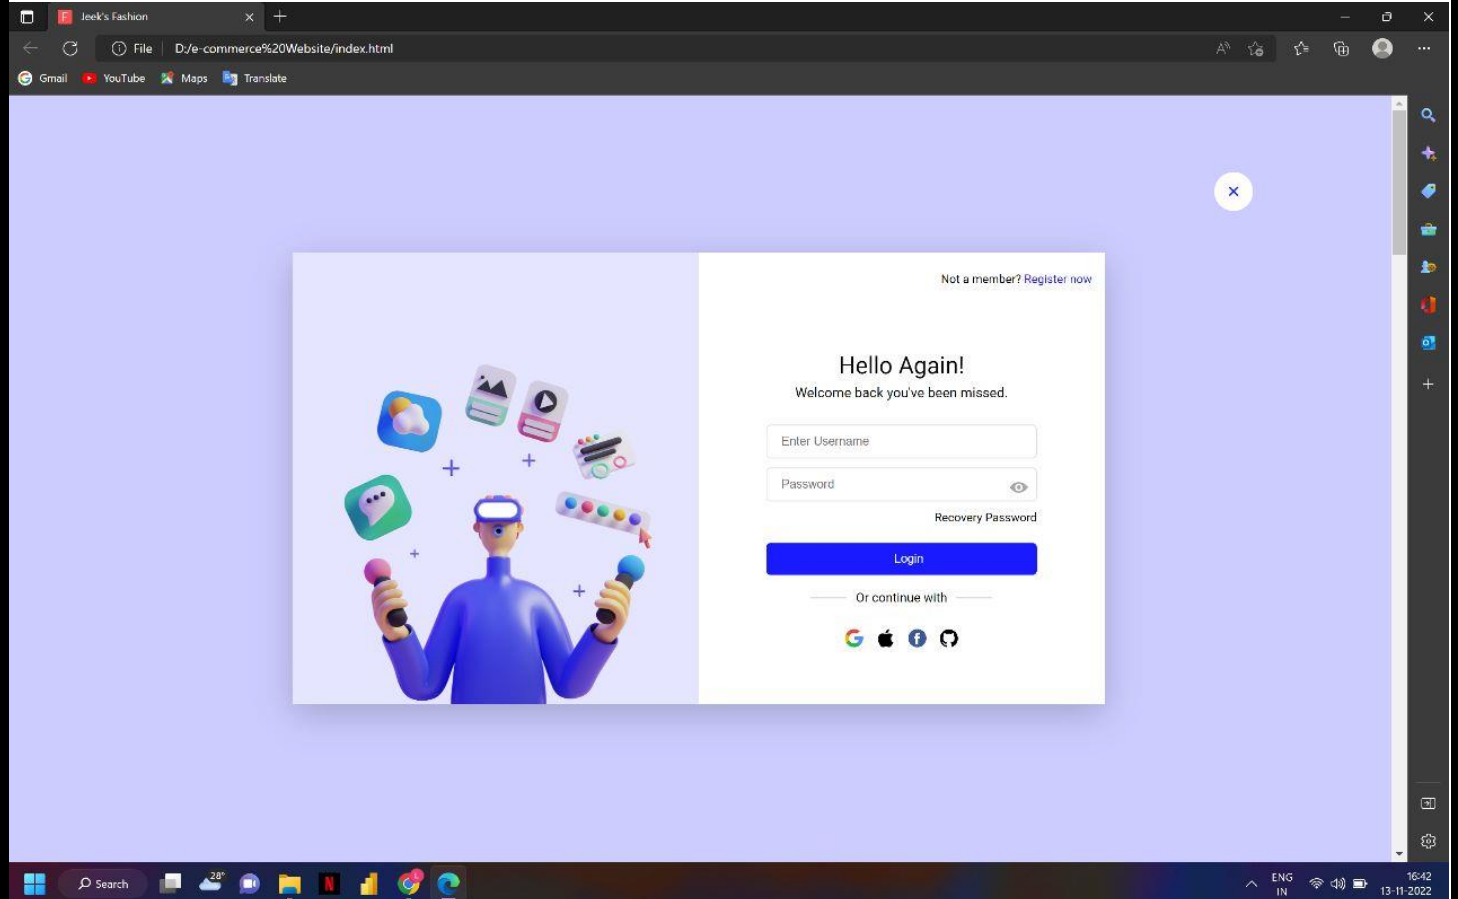 Jeek's Fashion
File D:/e-commerce%20Website/index.html
Gmail YouTube Maps Translate
Not a member? Register now
Hello Again!
Welcome back you've been missed.
Enter Username
Password
Recovery Password
Login
Or continue with
Search
28°
ENG
IN
16:42
13-11-2022